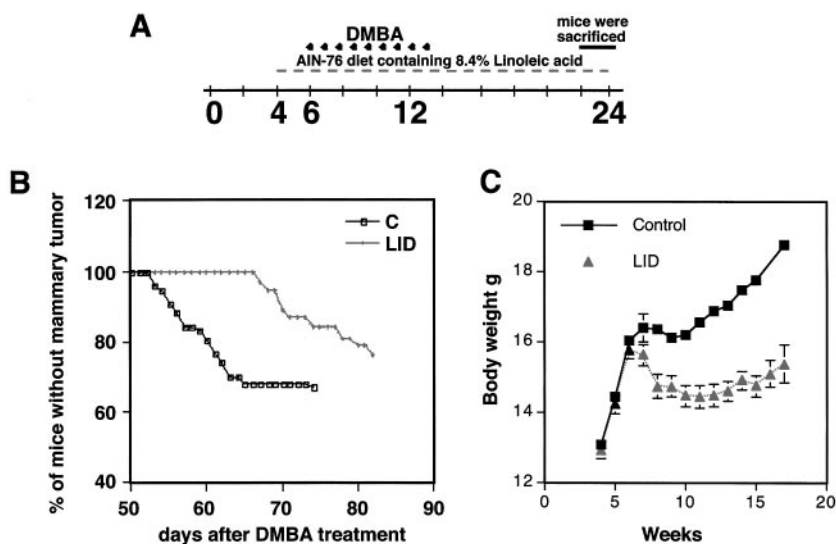 A
DMBA
mice were
sacrificed
AIN-76 diet containing 8.4% Linoleic acid
0 4 6 12 24
B
% of mice without mammary tumor
120
100
80
60
40
C
LID
50 60 70 80 90
days after DMBA treatment
C
Body weight g
20
18
16
14
12
Control
LID
0 5 10 15 20
Weeks